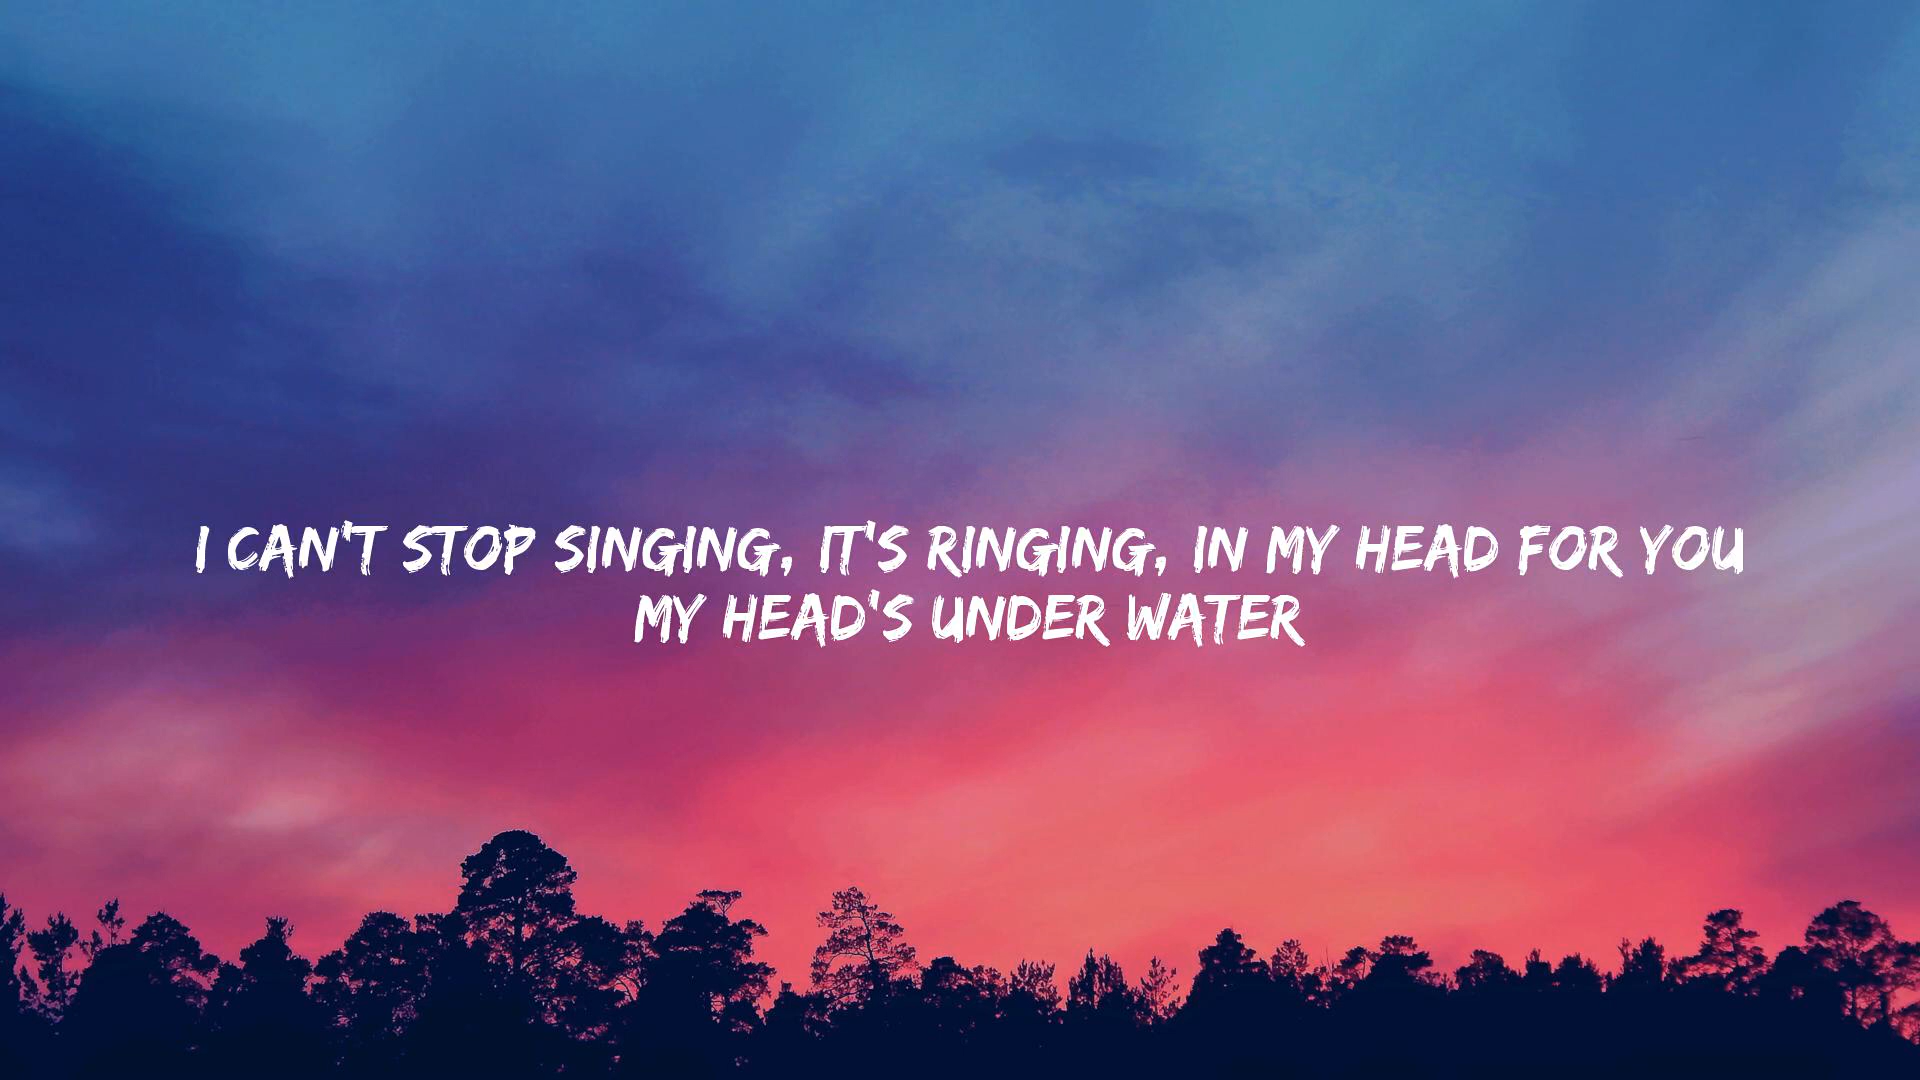 I CAN'T STOP SINGING, IT'S RINGING, IN MY HEAD FOR YOU
MY HEAD'S UNDER WATER